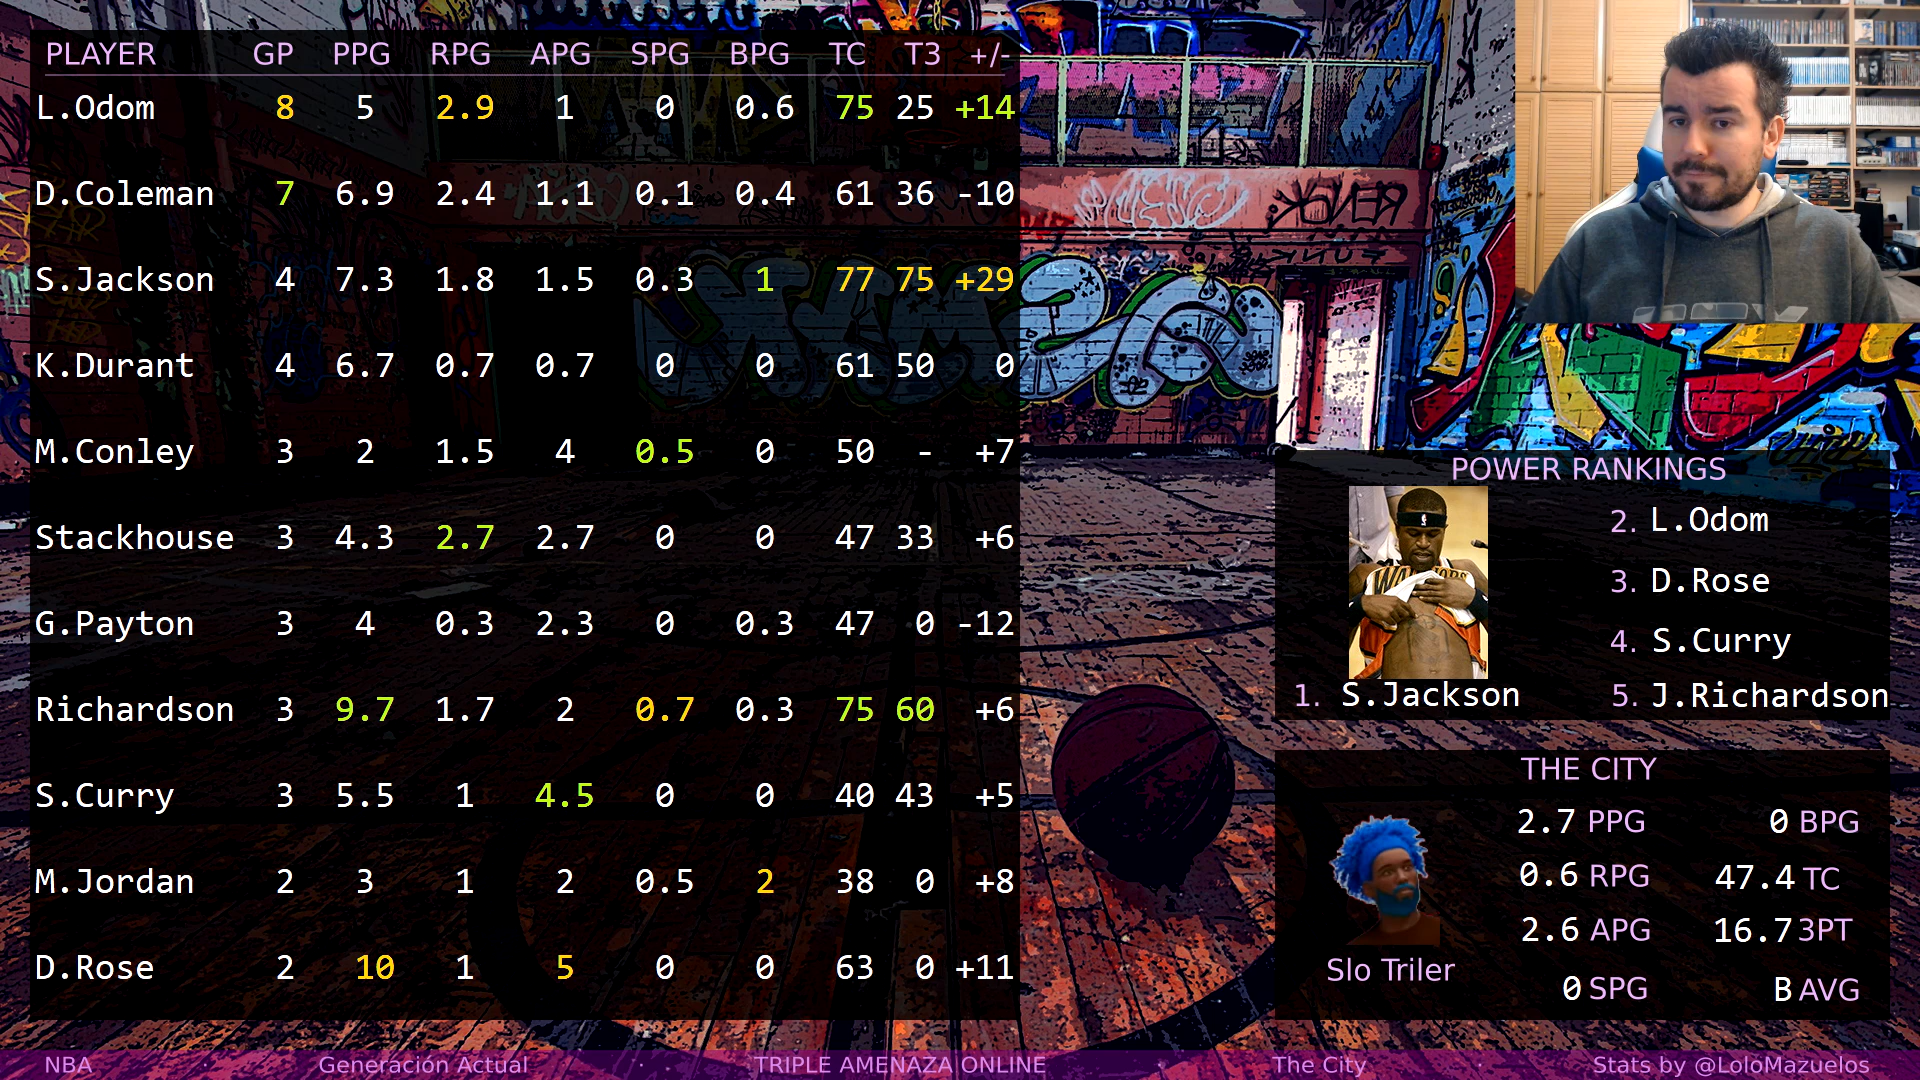 PLAYER GP PPG RPG APG SPG BPG TC T3 +/-
L.Odom 8 5 2.9 1 0 0.6 75 25 +14
D.Coleman 7 6.9 2.4 1.1 0.1 0.4 61 36 -10
S.Jackson 4 7.3 1.8 1.5 0.3 1 77 75 +29
K.Durant 4 6.7 0.7 0.7 0 0 61 50 0
M.Conley 3 2 1.5 4 0.5 0 50 - +7
Stackhouse 3 4.3 2.7 2.7 0 0 47 33 +6
G.Payton 3 4 0.3 2.3 0 0.3 47 0 -12
Richardson 3 9.7 1.7 2 0.7 0.3 75 60 +6
S.Curry 3 5.5 1 4.5 0 0 40 43 +5
M.Jordan 2 3 1 2 0.5 2 38 0 +8
D.Rose 2 10 1 5 0 0 63 0 +11
POWER RANKINGS
WARRIORS
1. S.Jackson
2. L.Odom
3. D.Rose
4. S.Curry
5. J.Richardson
THE CITY
Slo Triler
2.7 PPG 0 BPG
0.6 RPG 47.4 TC
2.6 APG 16.7 3PT
0 SPG B AVG
NBA · Generación Actual · TRIPLE AMENAZA ONLINE · The City · Stats by @LoloMazuelos